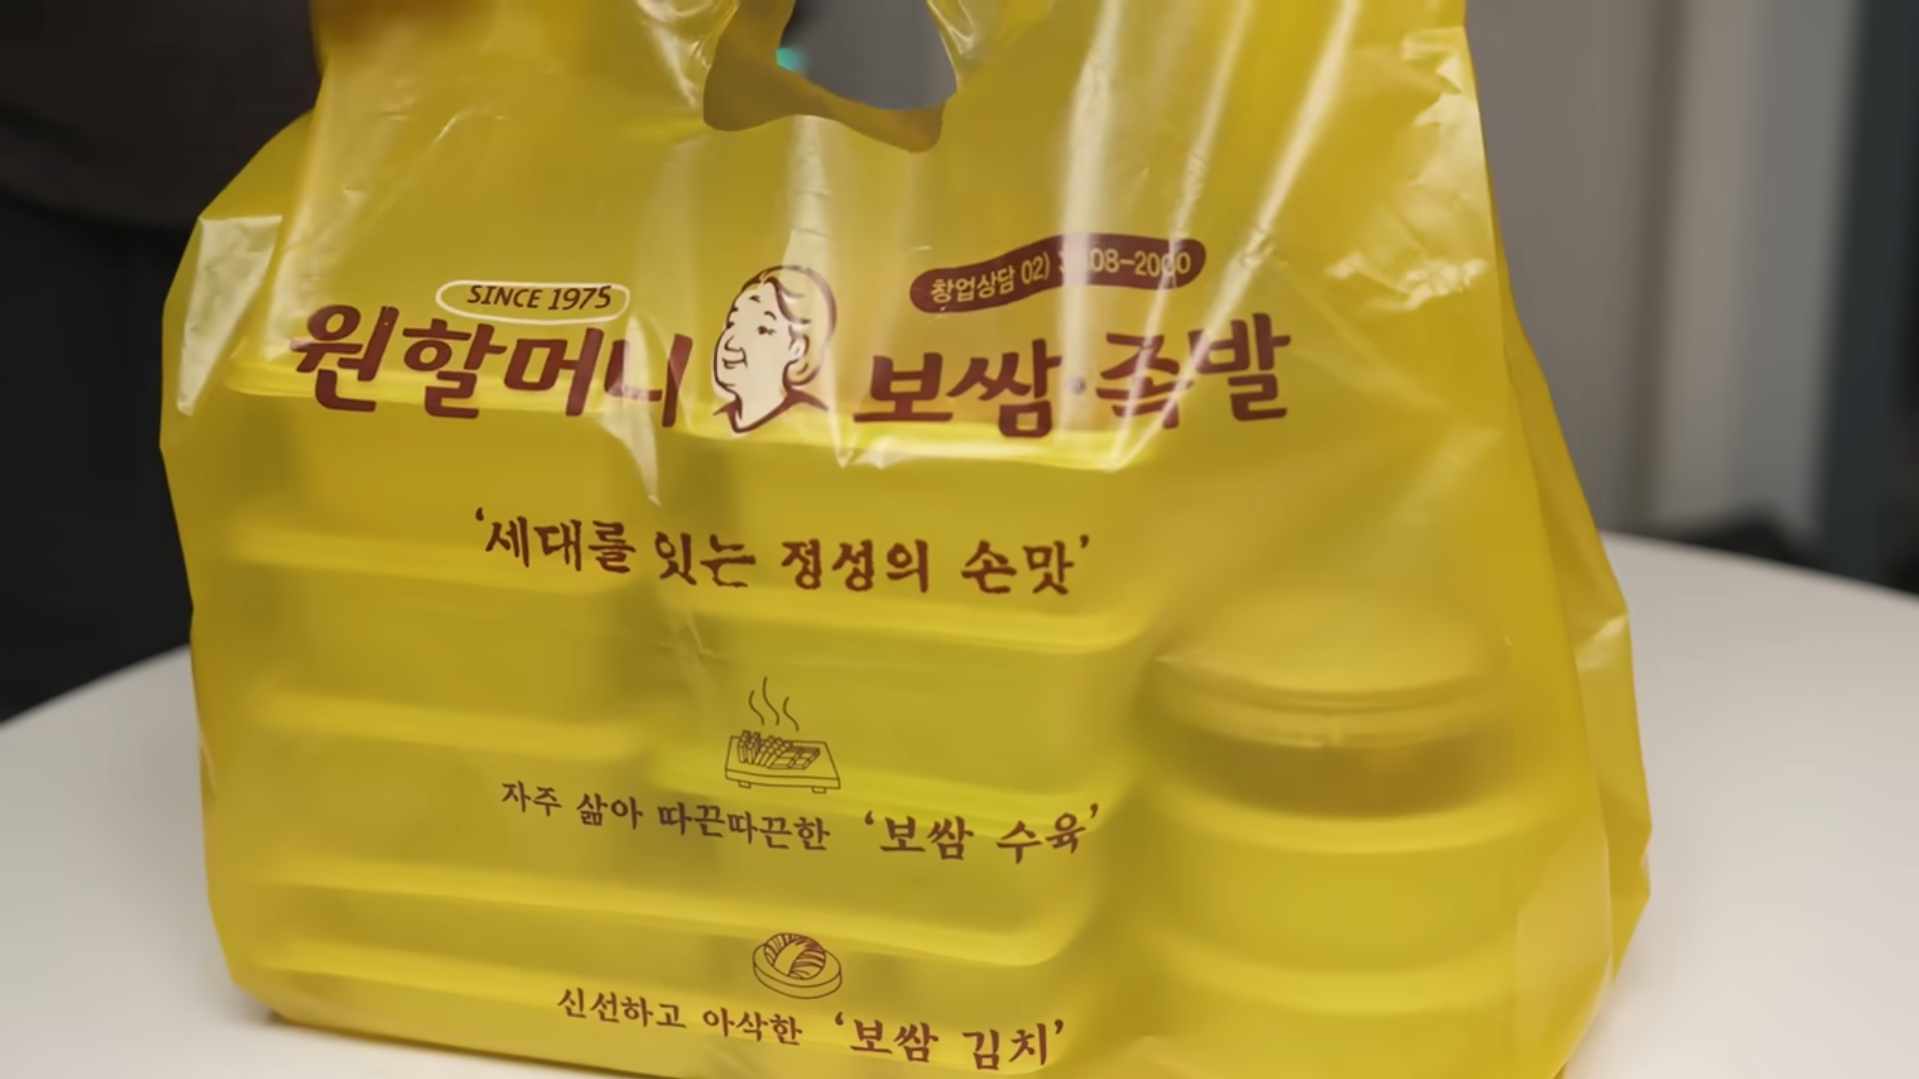 SINCE 1975
창업상담 02)
원할머니 보쌈·족발
‘세대를 잇는 정성의 손맛’
자주 삶아 따끈따끈한 ‘보쌈 수육’
신선하고 아삭한 ‘보쌈 김치’